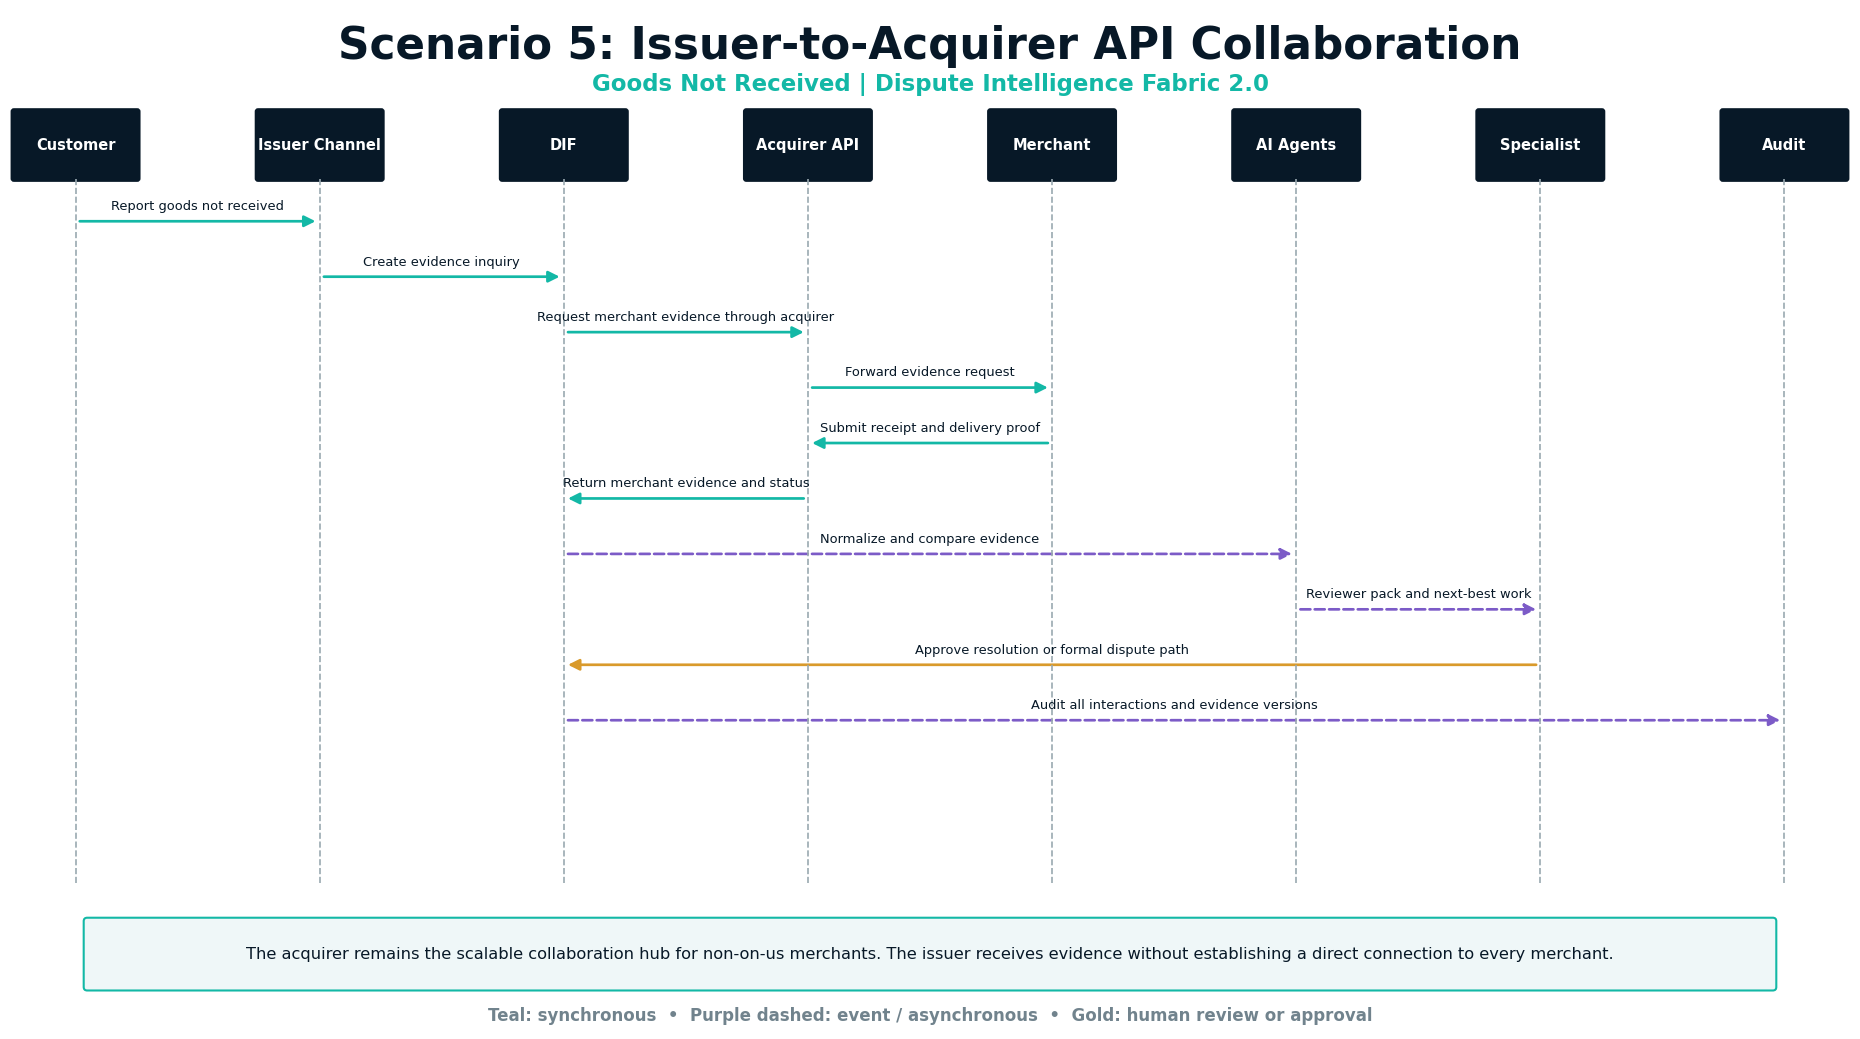 Scenario 5: Issuer-to-Acquirer API Collaboration
Goods Not Received | Dispute Intelligence Fabric 2.0
Customer
Issuer Channel
DIF
Acquirer API
Merchant
AI Agents
Specialist
Audit
Report goods not received
Create evidence inquiry
Request merchant evidence through acquirer
Forward evidence request
Submit receipt and delivery proof
Return merchant evidence and status
Normalize and compare evidence
Reviewer pack and next-best work
Approve resolution or formal dispute path
Audit all interactions and evidence versions
The acquirer remains the scalable collaboration hub for non-on-us merchants. The issuer receives evidence without establishing a direct connection to every merchant.
Teal: synchronous • Purple dashed: event / asynchronous • Gold: human review or approval